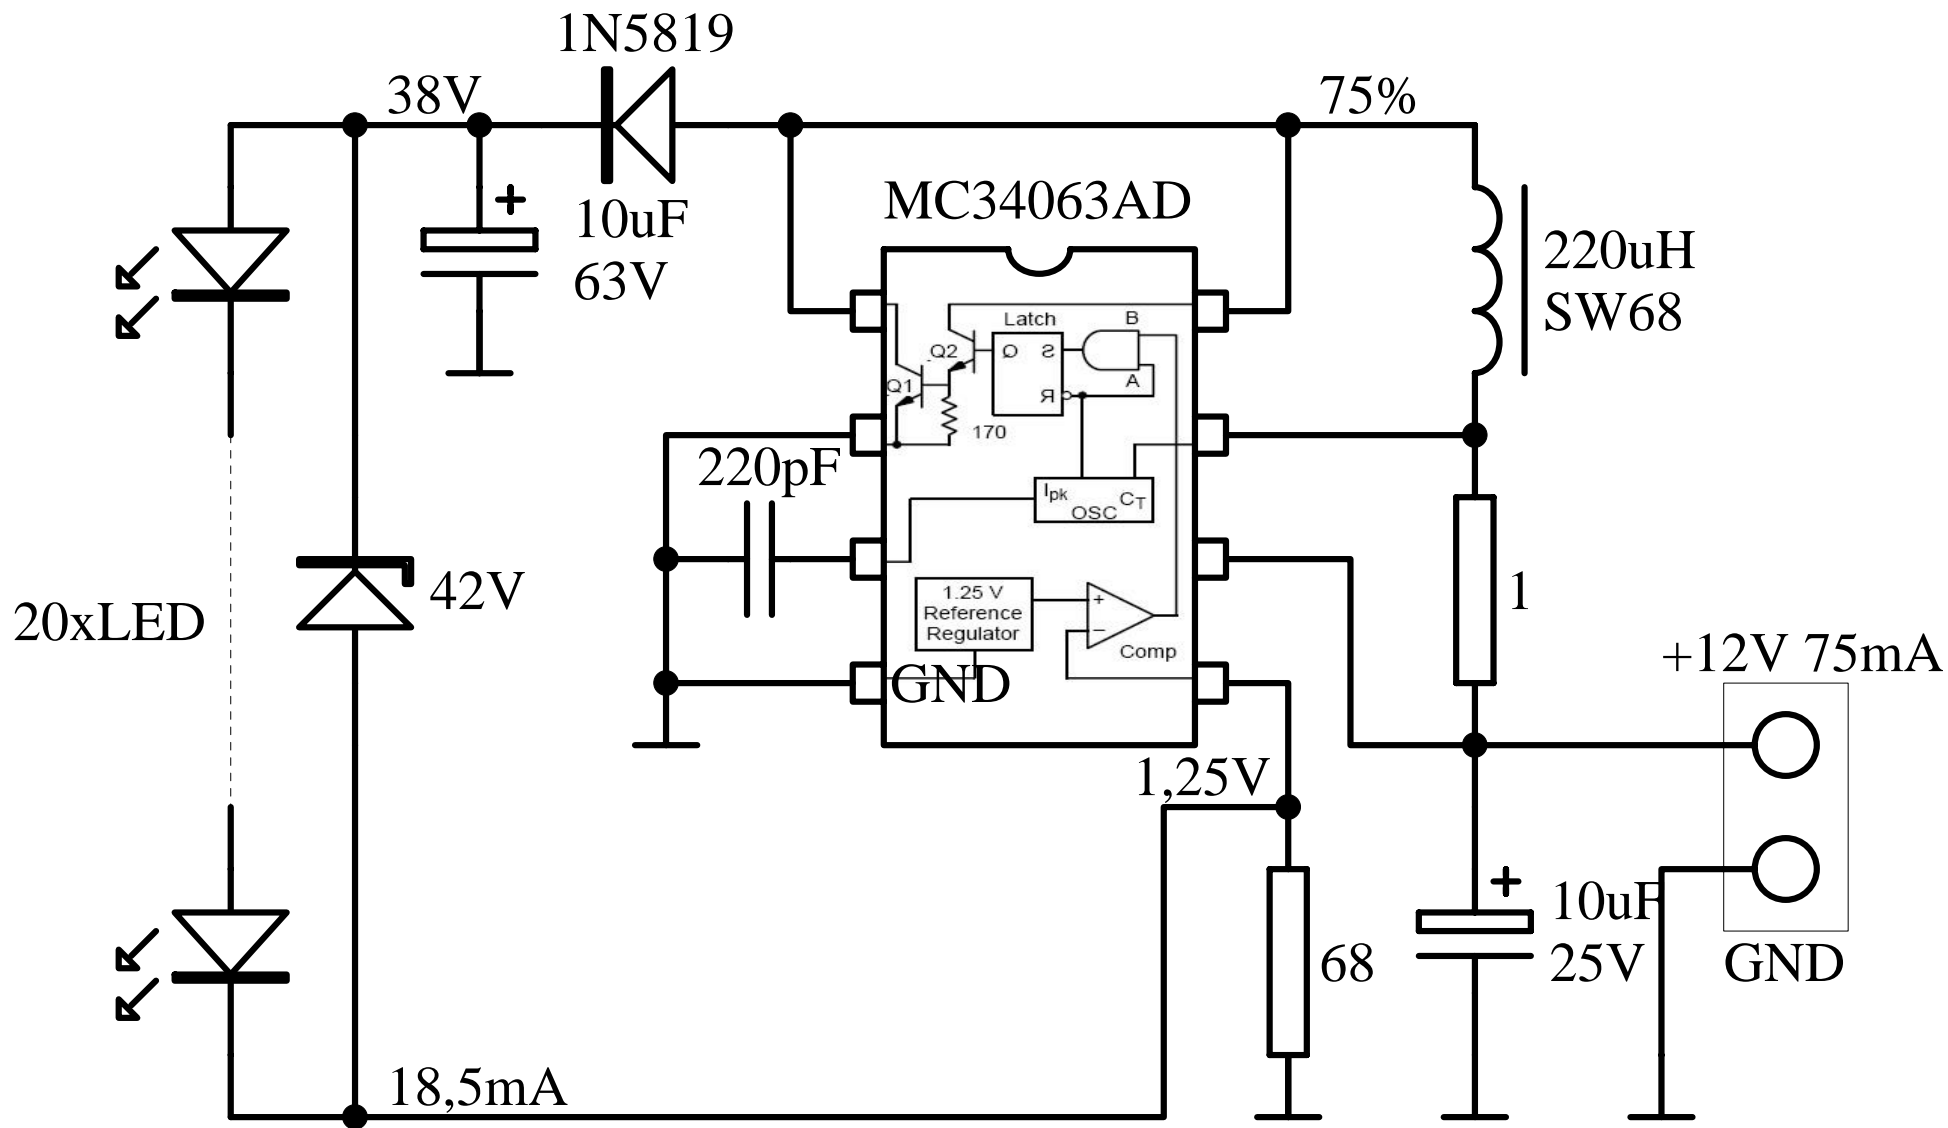 1N5819
38V
75%
MC34063AD
10uF
63V
220uH
SW68
Latch
B
Q2
Q
S
A
Q1
R
170
220pF
Ipk
CT
OSC
42V
1.25 V
Reference
Regulator
+
−
Comp
1
20xLED
+12V 75mA
GND
1,25V
10uF
25V
68
GND
18,5mA